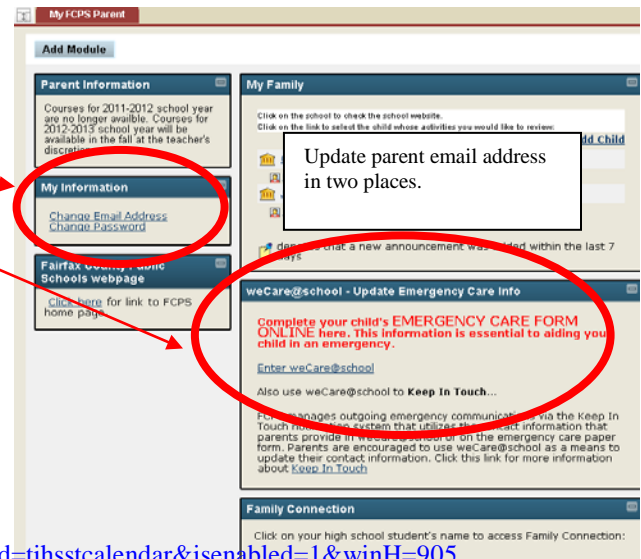 My FCPS Parent
Add Module
Parent Information
Courses for 2011-2012 school year
are no longer availble. Courses for
2012-2013 school year will be
available in the fall at the teacher's
discretion
My Information
Change Email Address
Change Password
Fairfax County Public
Schools webpage
Click here for link to FCPS
home page.
My Family
Click on the school to check the school website.
Click on the link to select the child whose activities you would like to review:
dd Child
Update parent email address
in two places.
denotes that a new announcement was added within the last 7
days
weCare@school - Update Emergency Care Info
Complete your child's EMERGENCY CARE FORM
ONLINE here. This information is essential to aiding you
child in an emergency.
Enter weCare@school
Also use weCare@school to Keep In Touch...
FCPS manages outgoing emergency communications via the Keep In
Touch notification system that utilizes the contact information that
parents provide in weCare@school or on the emergency care paper
form. Parents are encouraged to use weCare@school as a means to
update their contact information. Click this link for more information
about Keep In Touch
Family Connection
Click on your high school student's name to access Family Connection:
d=tjhsstcalendar&isenabled=1&winH=905